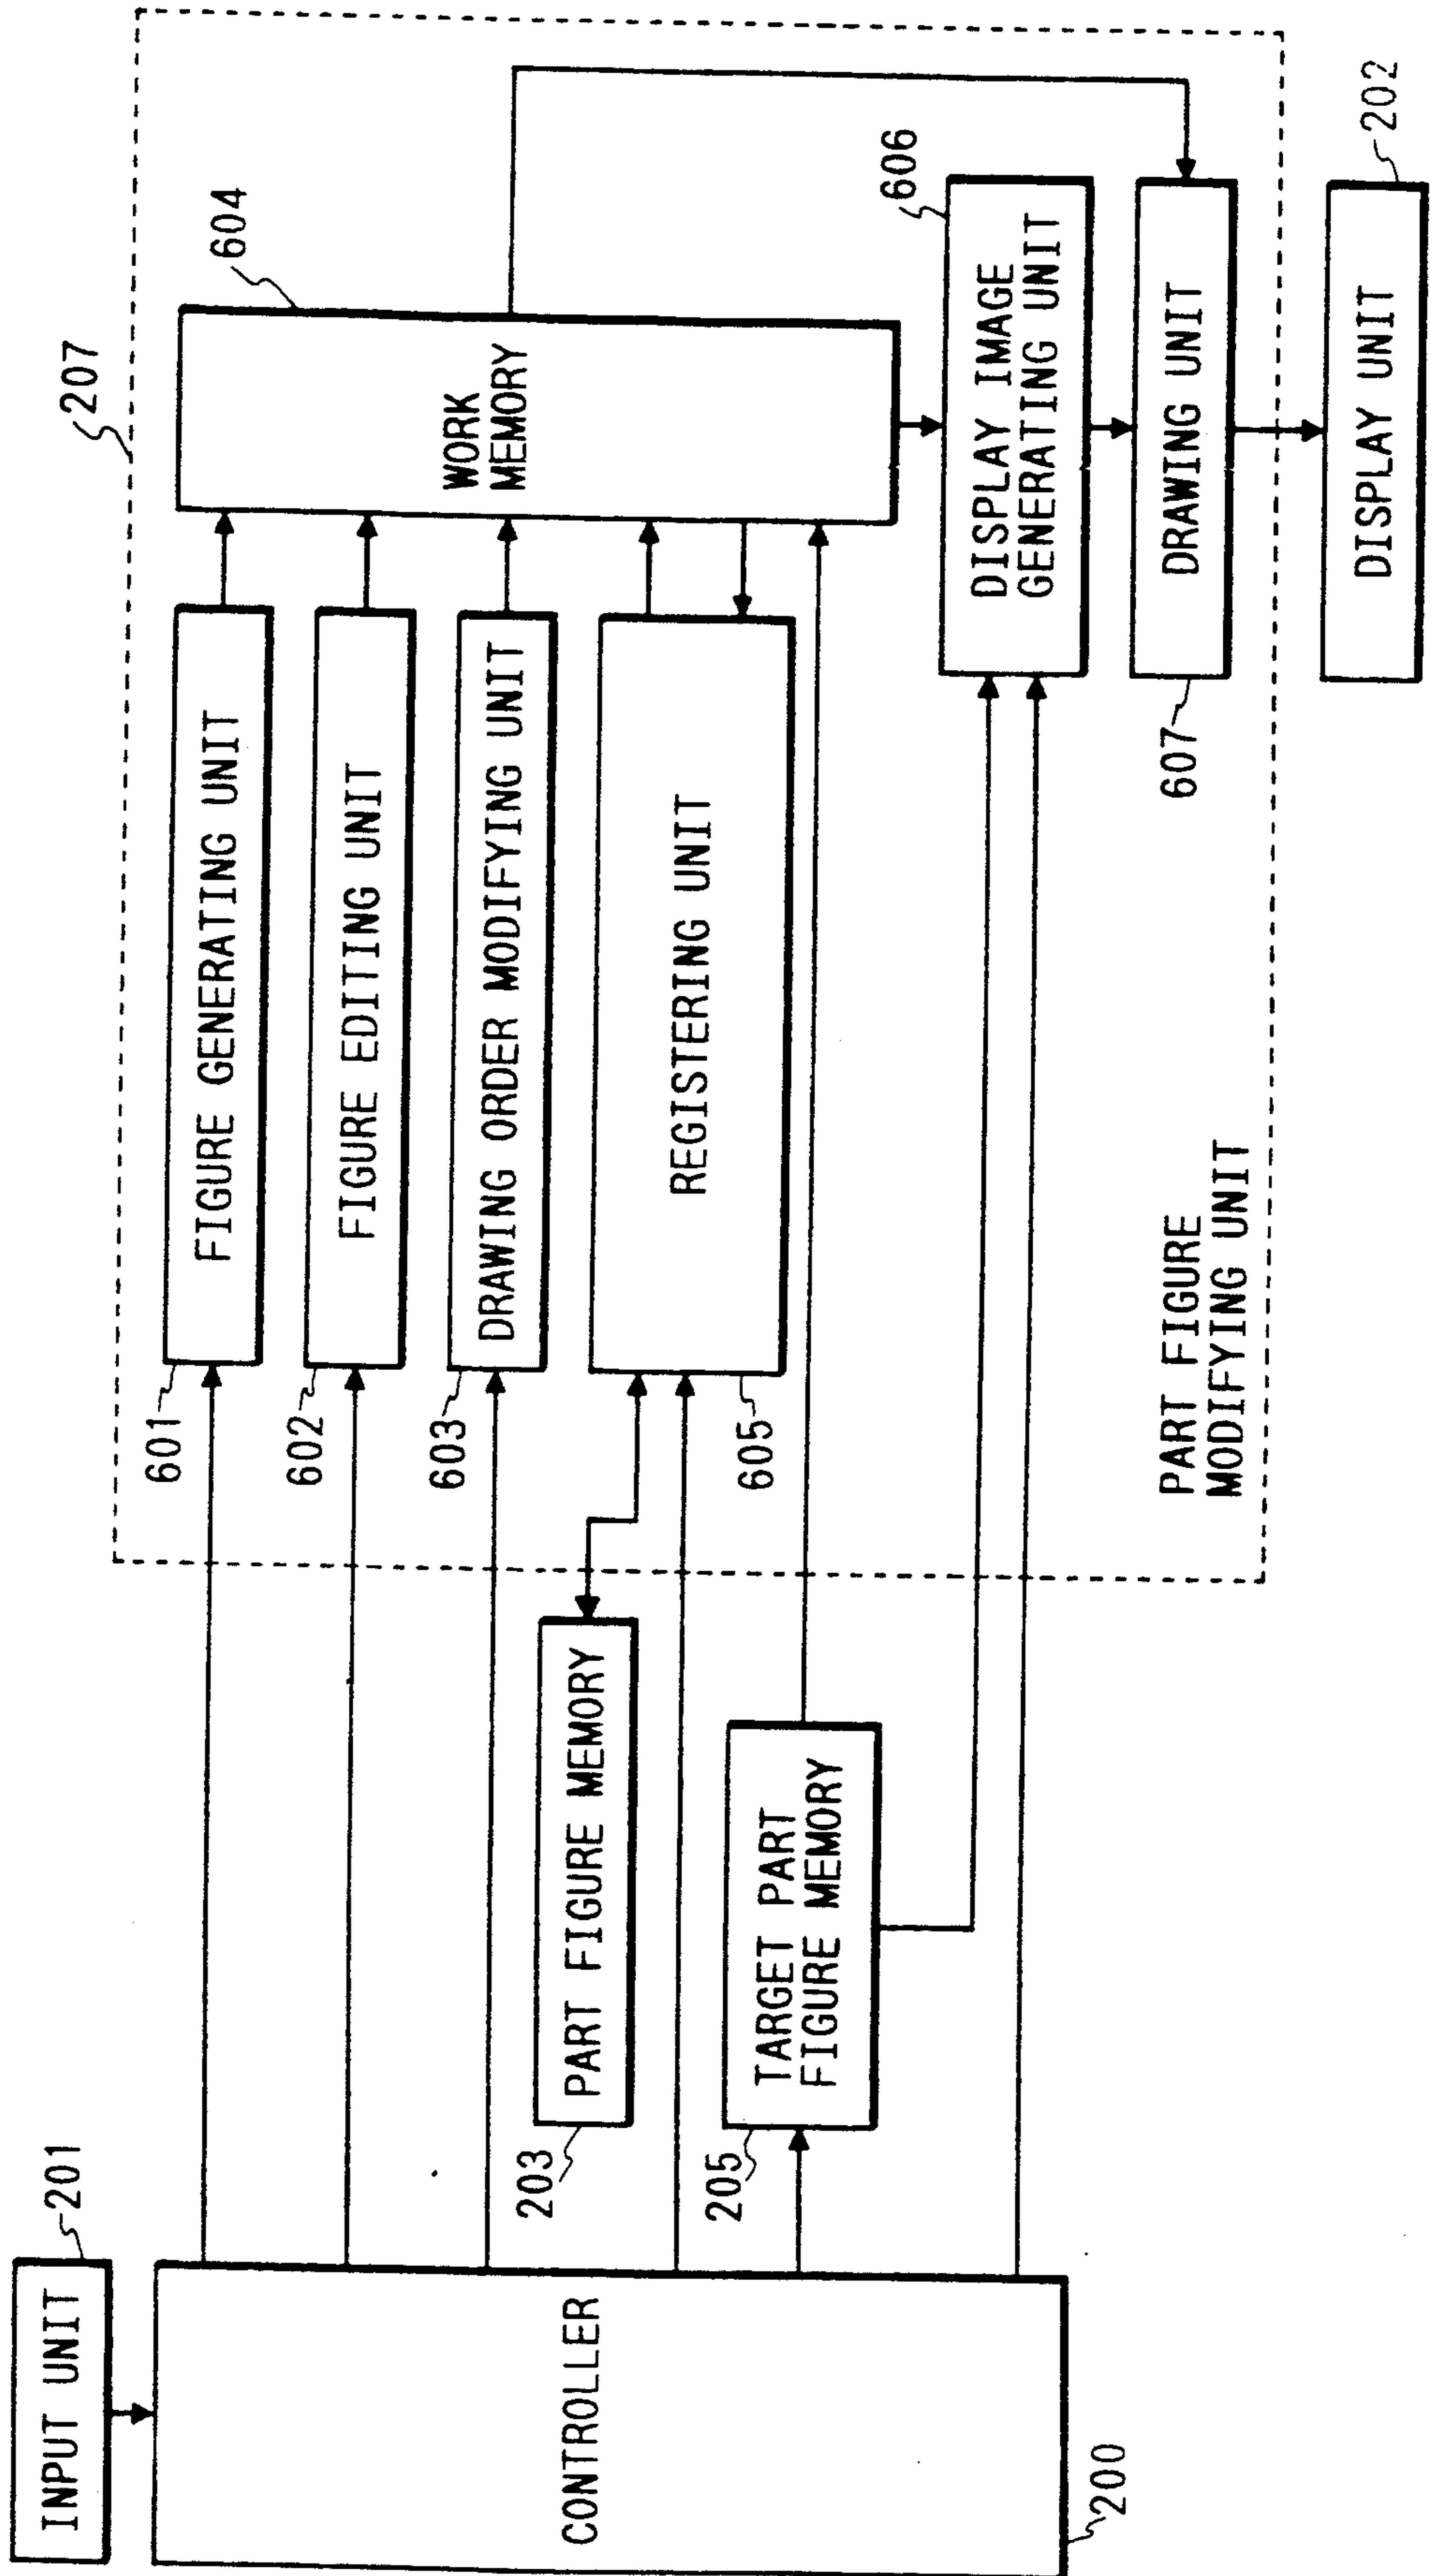 INPUT UNIT
201
CONTROLLER
200
207
601
FIGURE GENERATING UNIT
602
FIGURE EDITING UNIT
603
DRAWING ORDER MODIFYING UNIT
605
REGISTERING UNIT
604
WORK
MEMORY
203
PART FIGURE MEMORY
205
TARGET PART
FIGURE MEMORY
606
DISPLAY IMAGE
GENERATING UNIT
607
DRAWING UNIT
PART FIGURE
MODIFYING UNIT
202
DISPLAY UNIT